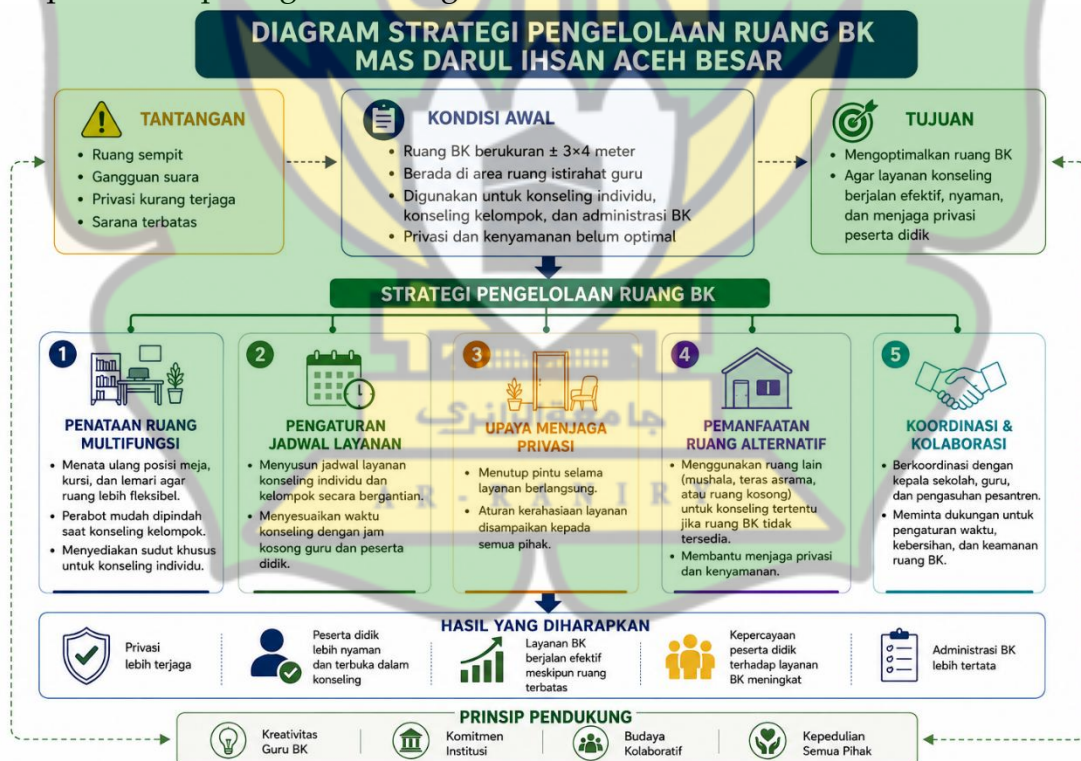 DIAGRAM STRATEGI PENGELOLAAN RUANG BK
MAS DARUL IHSAN ACEH BESAR
TANTANGAN
• Ruang sempit
• Gangguan suara
• Privasi kurang terjaga
• Sarana terbatas
KONDISI AWAL
• Ruang BK berukuran ± 3×4 meter
• Berada di area ruang istirahat guru
• Digunakan untuk konseling individu,
konseling kelompok, dan administrasi BK
• Privasi dan kenyamanan belum optimal
TUJUAN
• Mengoptimalkan ruang BK
• Agar layanan konseling
berjalan efektif, nyaman,
dan menjaga privasi
peserta didik
STRATEGI PENGELOLAAN RUANG BK
1
PENATAAN RUANG
MULTIFUNGSI
• Menata ulang posisi meja,
kursi, dan lemari agar
ruang lebih fleksibel.
• Perabot mudah dipindah
saat konseling kelompok.
• Menyediakan sudut khusus
untuk konseling individu.
2
PENGATURAN
JADWAL LAYANAN
• Menyusun jadwal layanan
konseling individu dan
kelompok secara bergantian.
• Menyesuaikan waktu
konseling dengan jam
kosong guru dan peserta
didik.
3
UPAYA MENJAGA
PRIVASI
• Menutup pintu selama
layanan berlangsung.
• Aturan kerahasiaan layanan
disampaikan kepada
semua pihak.
4
PEMANFAATAN
RUANG ALTERNATIF
• Menggunakan ruang lain
(mushala, teras asrama,
atau ruang kosong)
untuk konseling tertentu
jika ruang BK tidak
tersedia.
• Membantu menjaga privasi
dan kenyamanan.
5
KOORDINASI &
KOLABORASI
• Berkoordinasi dengan
kepala sekolah, guru,
dan pengasuhan pesantren.
• Meminta dukungan untuk
pengaturan waktu,
kebersihan, dan keamanan
ruang BK.
جامعة الرانري
AR-RANIRY
HASIL YANG DIHARAPKAN
Privasi
lebih terjaga
Peserta didik
lebih nyaman
dan terbuka dalam
konseling
Layanan BK
berjalan efektif
meskipun ruang
terbatas
Kepercayaan
peserta didik
terhadap layanan
BK meningkat
Administrasi BK
lebih tertata
PRINSIP PENDUKUNG
Kreativitas
Guru BK
Komitmen
Institusi
Budaya
Kolaboratif
Kepedulian
Semua Pihak